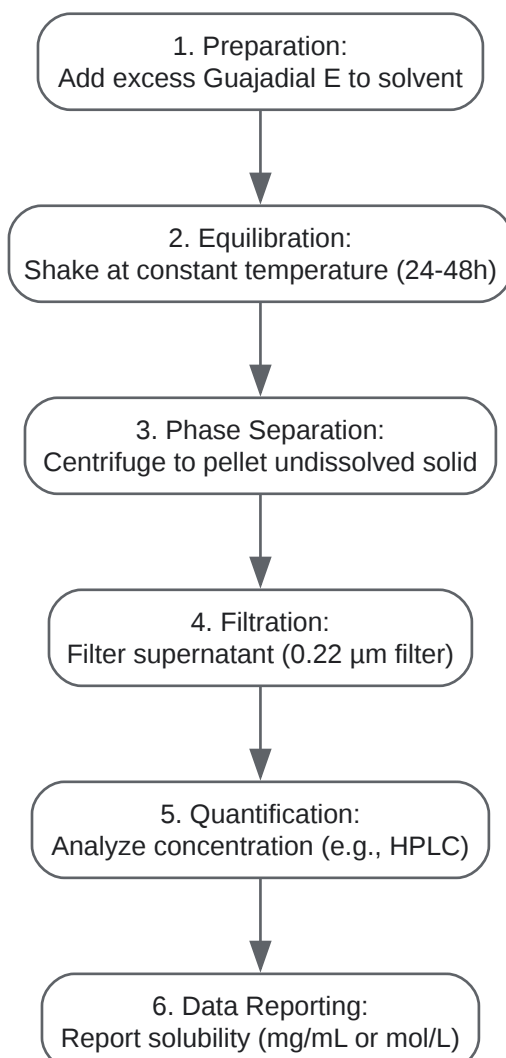 1. Preparation:
Add excess Guajadial E to solvent
2. Equilibration:
Shake at constant temperature (24-48h)
3. Phase Separation:
Centrifuge to pellet undissolved solid
4. Filtration:
Filter supernatant (0.22 µm filter)
5. Quantification:
Analyze concentration (e.g., HPLC)
6. Data Reporting:
Report solubility (mg/mL or mol/L)